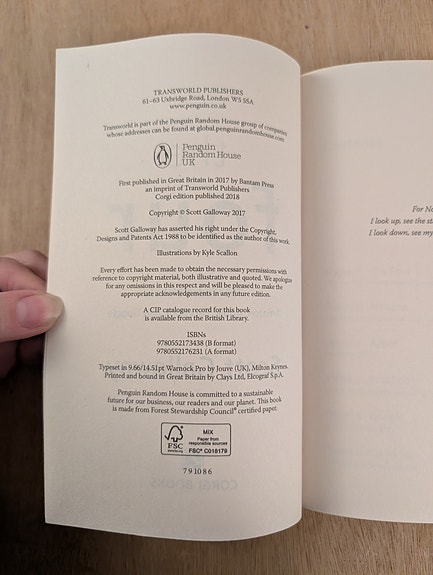 TRANSWORLD PUBLISHERS
61–63 Uxbridge Road, London W5 5SA
www.penguin.co.uk
Transworld is part of the Penguin Random House group of companies
whose addresses can be found at global.penguinrandomhouse.com
Penguin
Random House
UK
First published in Great Britain in 2017 by Bantam Press
an imprint of Transworld Publishers
Corgi edition published 2018
Copyright © Scott Galloway 2017
Scott Galloway has asserted his right under the Copyright,
Designs and Patents Act 1988 to be identified as the author of this work.
Illustrations by Kyle Scallon
Every effort has been made to obtain the necessary permissions with
reference to copyright material, both illustrative and quoted. We apologize
for any omissions in this respect and will be pleased to make the
appropriate acknowledgements in any future edition.
A CIP catalogue record for this book
is available from the British Library.
ISBNs
9780552173438 (B format)
9780552176231 (A format)
Typeset in 9.66/14.51pt Warnock Pro by Jouve (UK), Milton Keynes.
Printed and bound in Great Britain by Clays Ltd, Elcograf S.p.A.
Penguin Random House is committed to a sustainable
future for our business, our readers and our planet. This book
is made from Forest Stewardship Council® certified paper.
FSC
www.fsc.org
MIX
Paper from
responsible sources
FSC® C018179
7 9 10 8 6
For No
I look up, see the st
I look down, see my